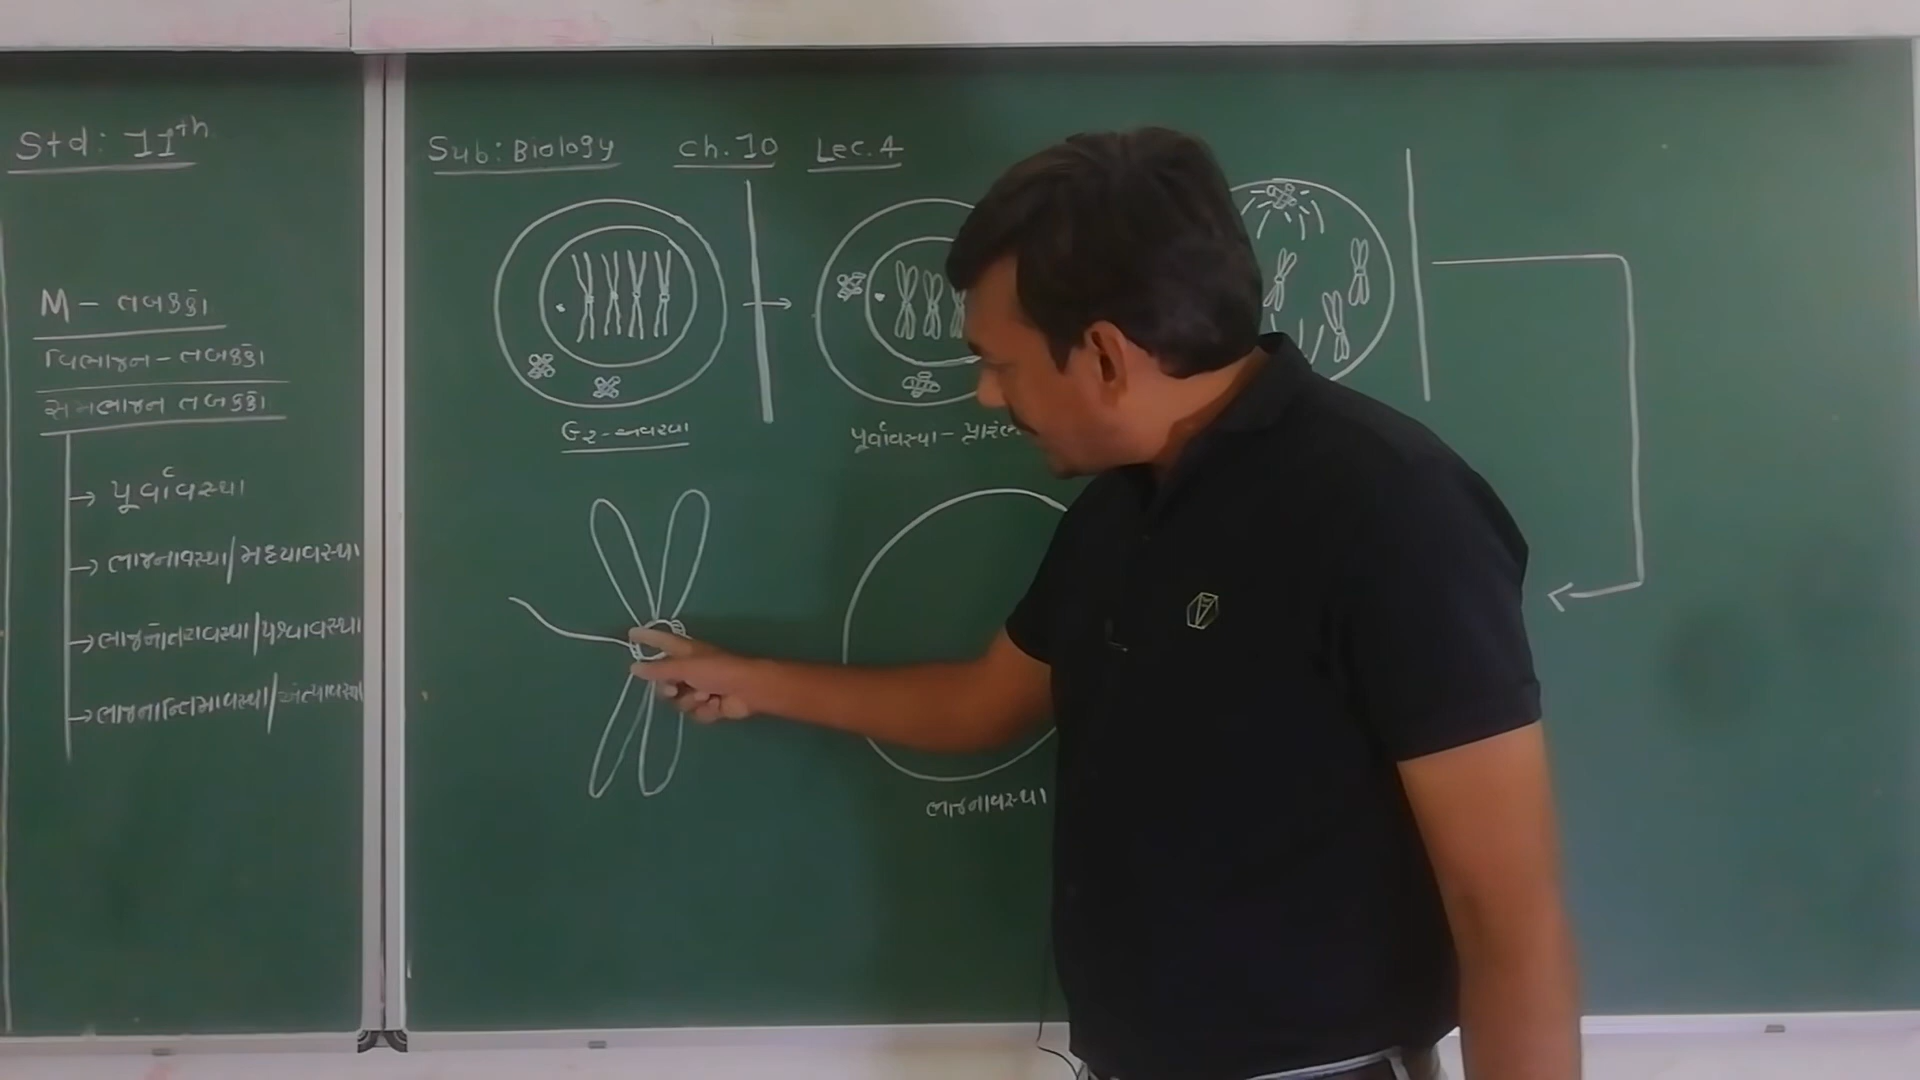 Std: 11th
M - તબક્કો
વિભાજન - તબક્કો
સમભાજન તબક્કો
→ પૂર્વાવસ્થા
→ ભાજનાવસ્થા/મધ્યાવસ્થા
→ ભાજનોત્તરાવસ્થા/પશ્ચાવસ્થા
→ ભાજનાન્તિમાવસ્થા/અંત્યાવસ્થા
Sub: Biology Ch. 10 Lec. 4
G2 - અવસ્થા
પૂર્વાવસ્થા -
ભાજનાવસ્થા